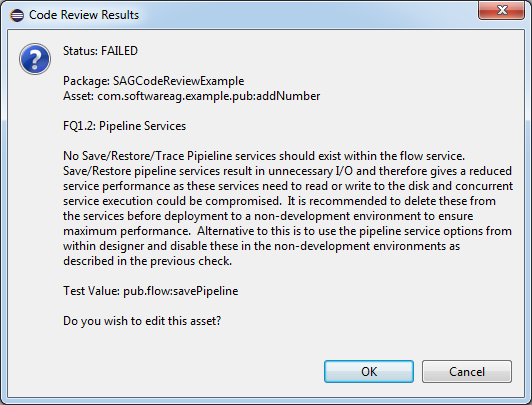 Code Review Results
Status: FAILED
Package: SAGCodeReviewExample
Asset: com.softwareag.example.pub:addNumber
FQ1.2: Pipeline Services
No Save/Restore/Trace Pipieline services should exist within the flow service.
Save/Restore pipeline services result in unnecessary I/O and therefore gives a reduced
service performance as these services need to read or write to the disk and concurrent
service execution could be compromised.  It is recommended to delete these from
the services before deployment to a non-development environment to ensure
maximum performance.  Alternative to this is to use the pipeline service options from
within designer and disable these in the non-development environments as
described in the previous check.
Test Value: pub.flow:savePipeline
Do you wish to edit this asset?
OK
Cancel